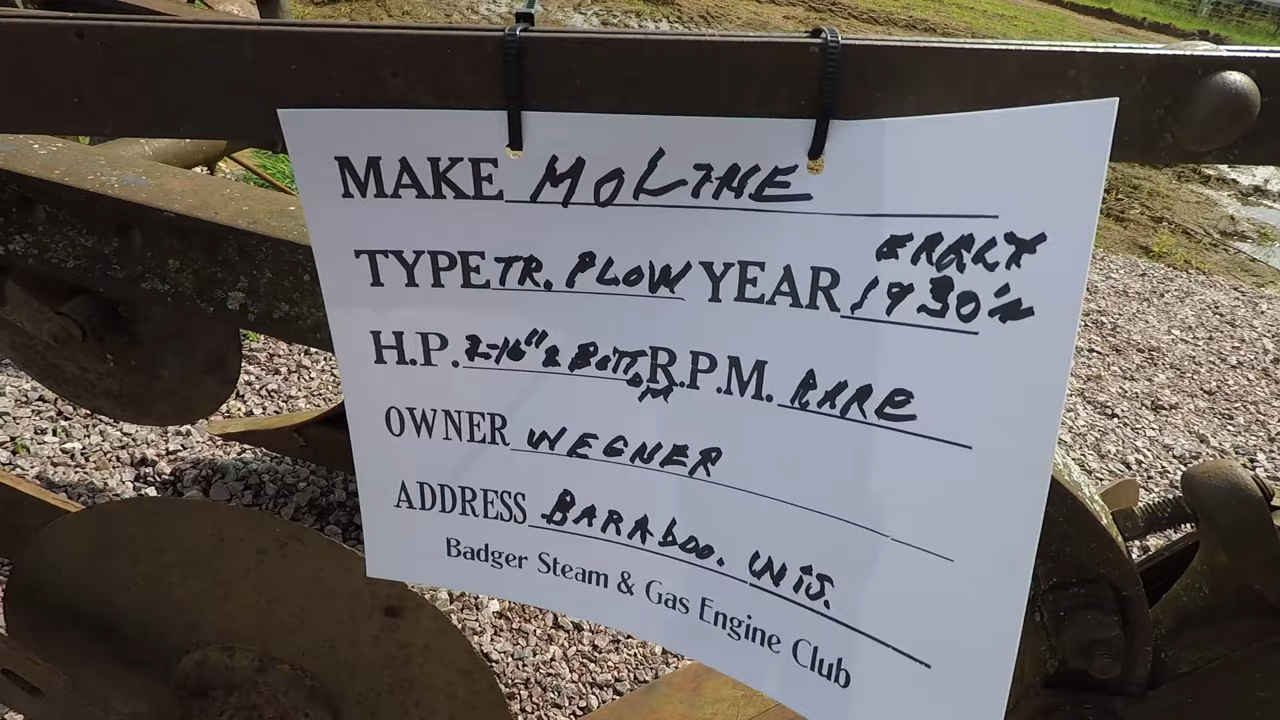 MAKE MOLINE
TYPE TR. PLOW YEAR EARLY 1930's
H.P. 2-16" 2 BOTTOM R.P.M. RARE
OWNER WEGNER
ADDRESS BARAboo. WiS.
Badger Steam & Gas Engine Club